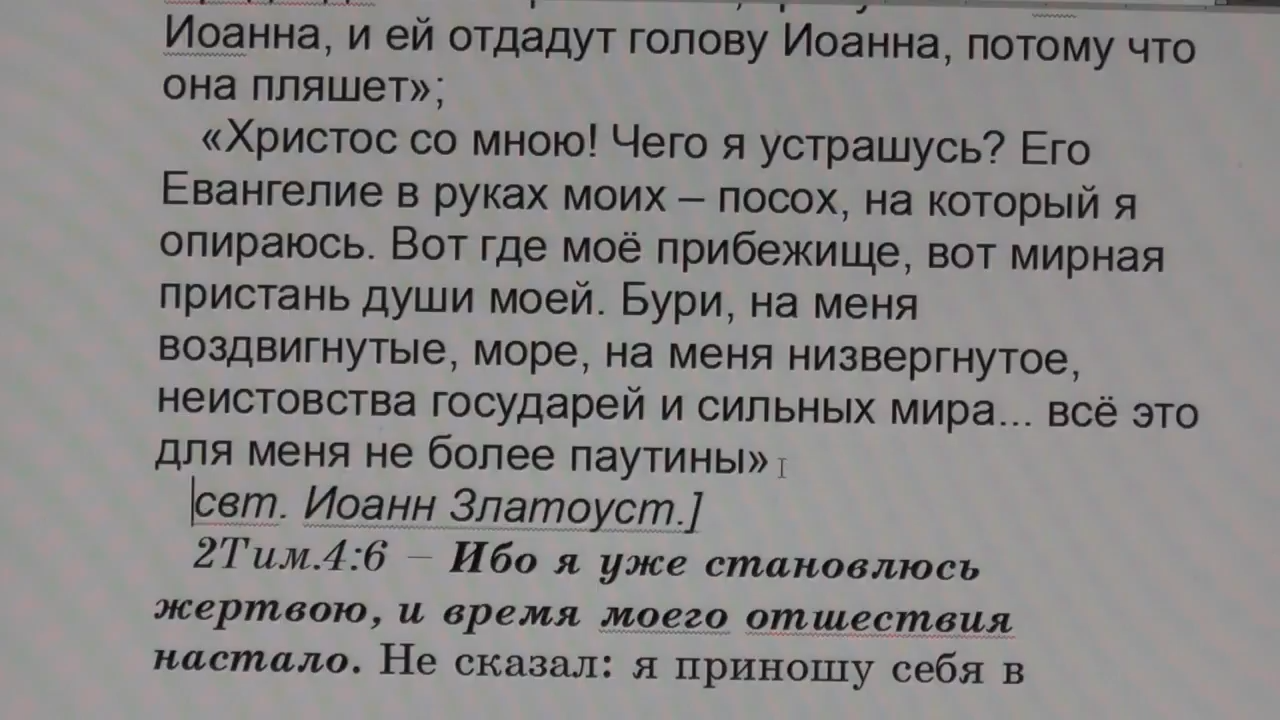 Иоанна, и ей отдадут голову Иоанна, потому что
она пляшет»;
«Христос со мною! Чего я устрашусь? Его
Евангелие в руках моих – посох, на который я
опираюсь. Вот где моё прибежище, вот мирная
пристань души моей. Бури, на меня
воздвигнутые, море, на меня низвергнутое,
неистовства государей и сильных мира... всё это
для меня не более паутины»
свт. Иоанн Златоуст.]
2Тим.4:6 – Ибо я уже становлюсь
жертвою, и время моего отшествия
настало. Не сказал: я приношу себя в